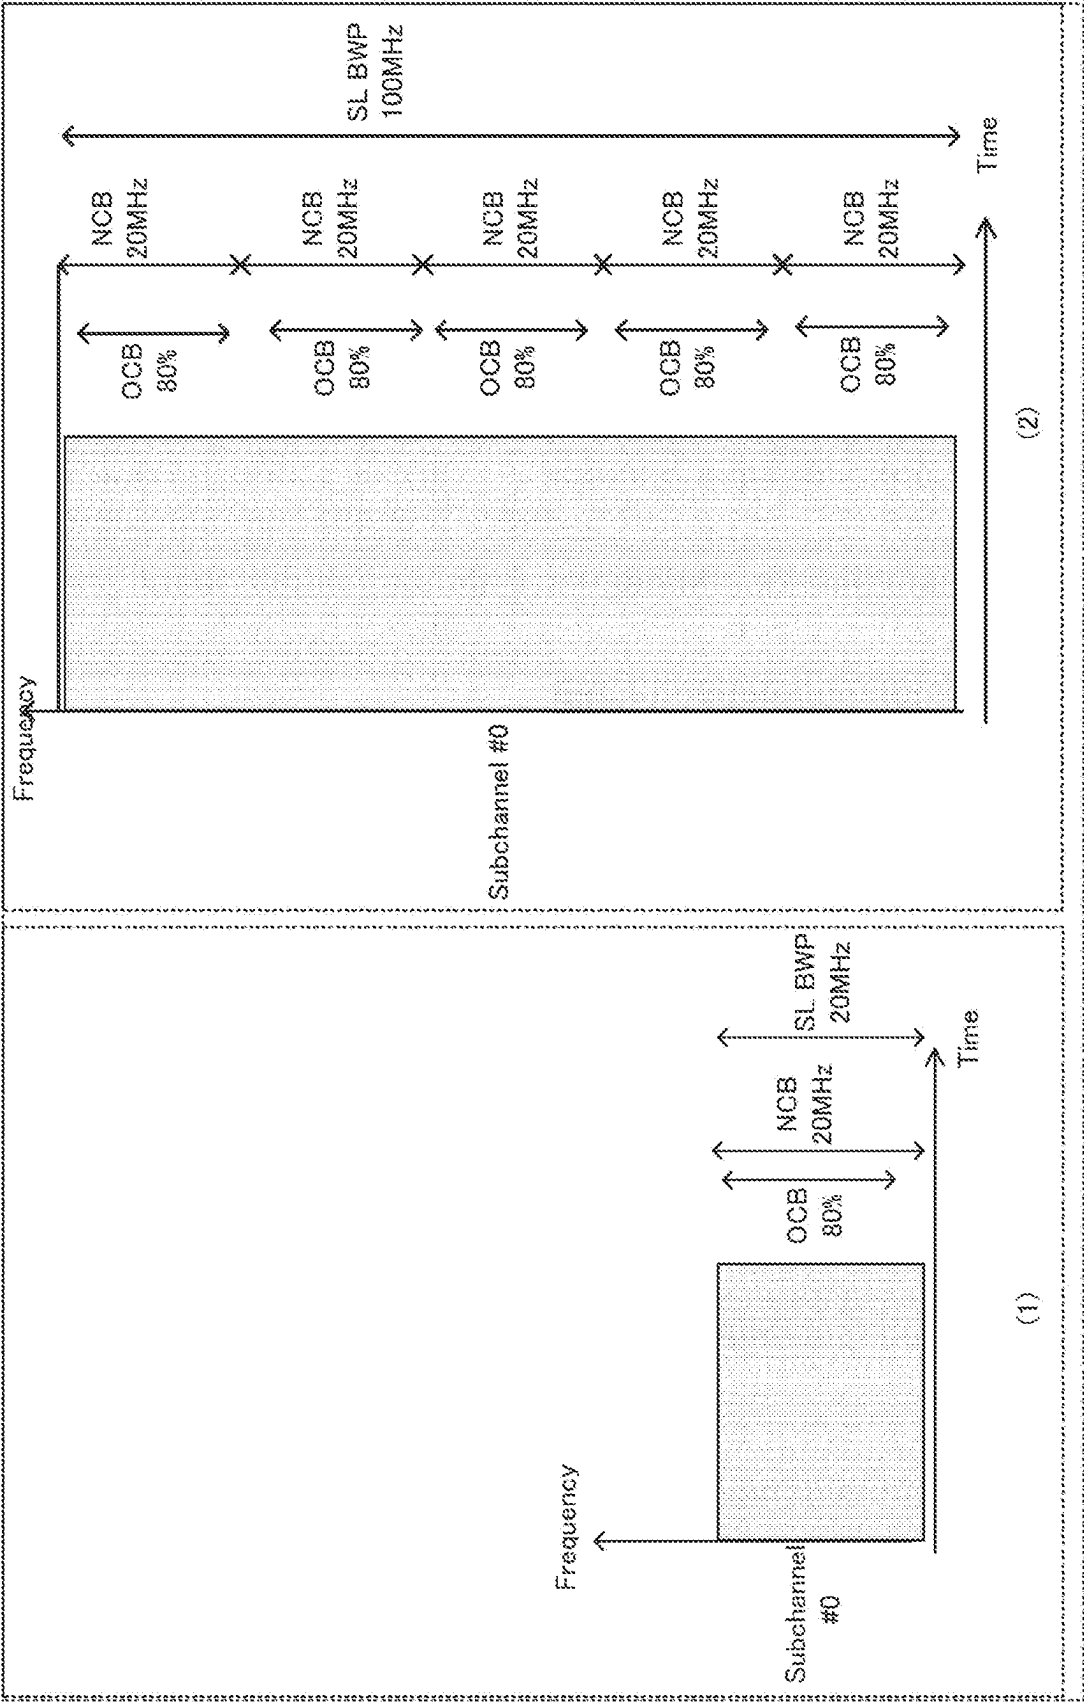 Frequency
Subchannel
#0
OCB
80%
NCB
20MHz
SL BWP
20MHz
Time
(1)
Frequency
Subchannel #0
OCB
80%
OCB
80%
OCB
80%
OCB
80%
OCB
80%
NCB
20MHz
NCB
20MHz
NCB
20MHz
NCB
20MHz
NCB
20MHz
SL BWP
100MHz
Time
(2)